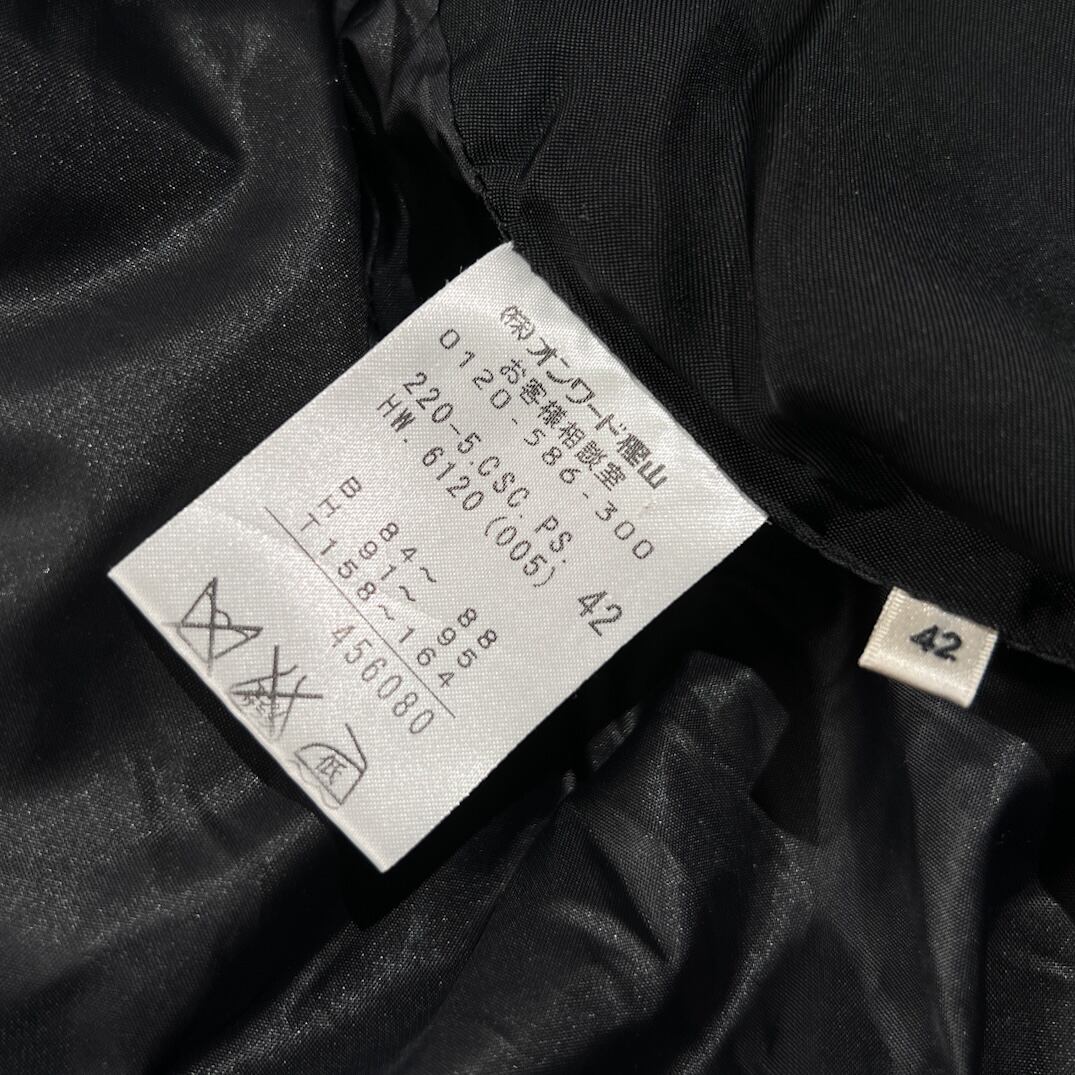 (株)オンワード樫山
お客様相談室
0120-586-300
220-5.CSC.PS.
HW.6120(005) 42
B 84~ 88
H 91~ 95
T158~164
456080
低
42